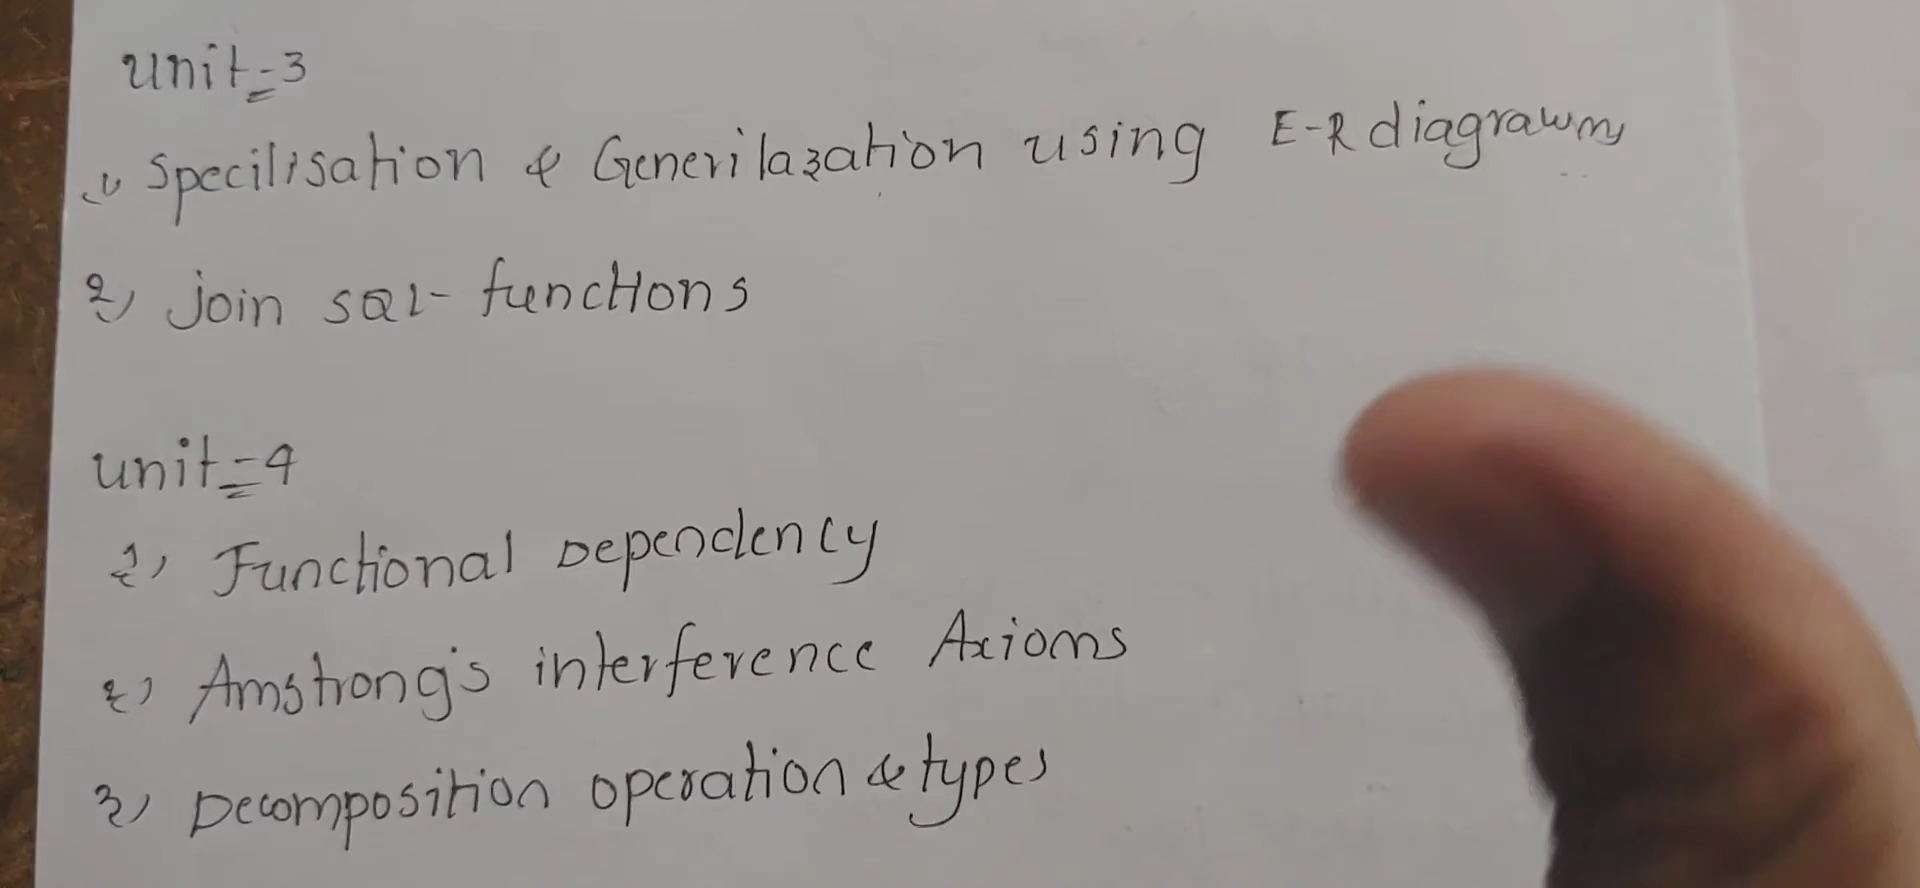 unit-3
1) Specilisation & Generilazation using E-R diagrawms
2) join SQL- functions
unit-4
1) Functional Dependency
2) Amstrong's interference Axioms
3) Decomposition operation & types